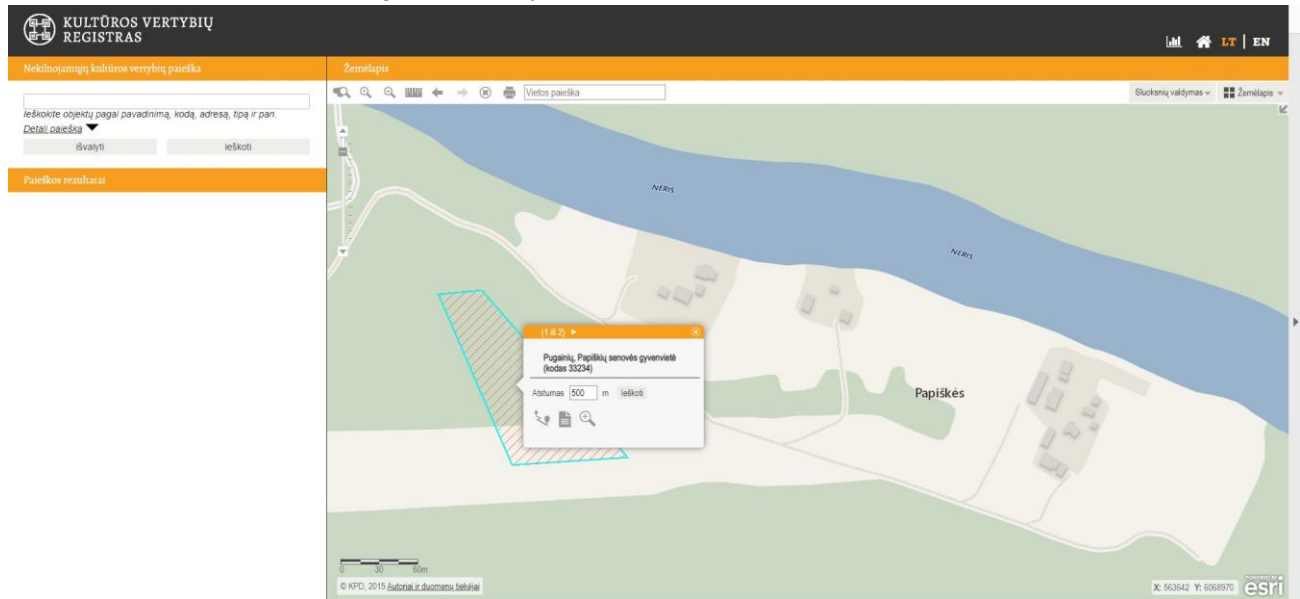 KULTŪROS VERTYBIŲ
REGISTRAS
LT | EN
Nekilnojamųjų kultūros vertybių paieška
Žemėlapis
Vietos paieška
Sluoksnių valdymas
Žemėlapis
Ieškokite objektų pagal pavadinimą, kodą, adresą, tipą ir pan.
Detali paieška
išvalyti
ieškoti
Paieškos rezultatai
NERIS
NERIS
(1 iš 2)
Pugainių, Papiškių senovės gyvenvietė
(kodas 33234)
Atstumas 500 m Ieškoti
Papiškės
0 30 60m
© KPD, 2015 Autoriai ir duomenų tiekėjai
X: 563642 Y: 6068970
POWERED BY
esri